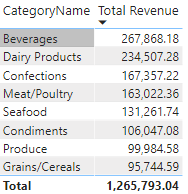 CategoryName Total Revenue
Beverages 267,868.18
Dairy Products 234,507.28
Confections 167,357.22
Meat/Poultry 163,022.36
Seafood 131,261.74
Condiments 106,047.08
Produce 99,984.58
Grains/Cereals 95,744.59
Total 1,265,793.04